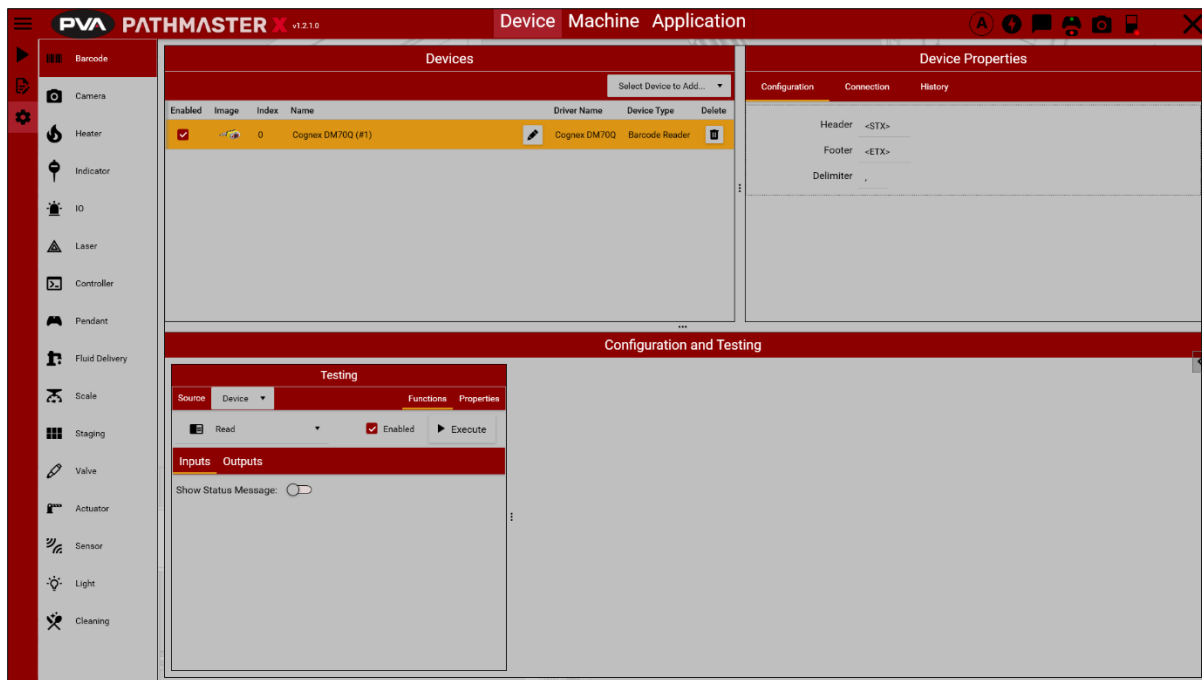 PVA PATHMASTER X v1.2.1.0
Device Machine Application
A
Barcode
Camera
Heater
Indicator
IO
Laser
Controller
Pendant
Fluid Delivery
Scale
Staging
Valve
Actuator
Sensor
Light
Cleaning
Devices
Select Device to Add...
Enabled Image Index Name Driver Name Device Type Delete
0 Cognex DM70Q (#1) Cognex DM70Q Barcode Reader
Device Properties
Configuration Connection History
Header <STX>
Footer <ETX>
Delimiter ,
Configuration and Testing
Testing
Source Device Functions Properties
Read Enabled Execute
Inputs Outputs
Show Status Message: